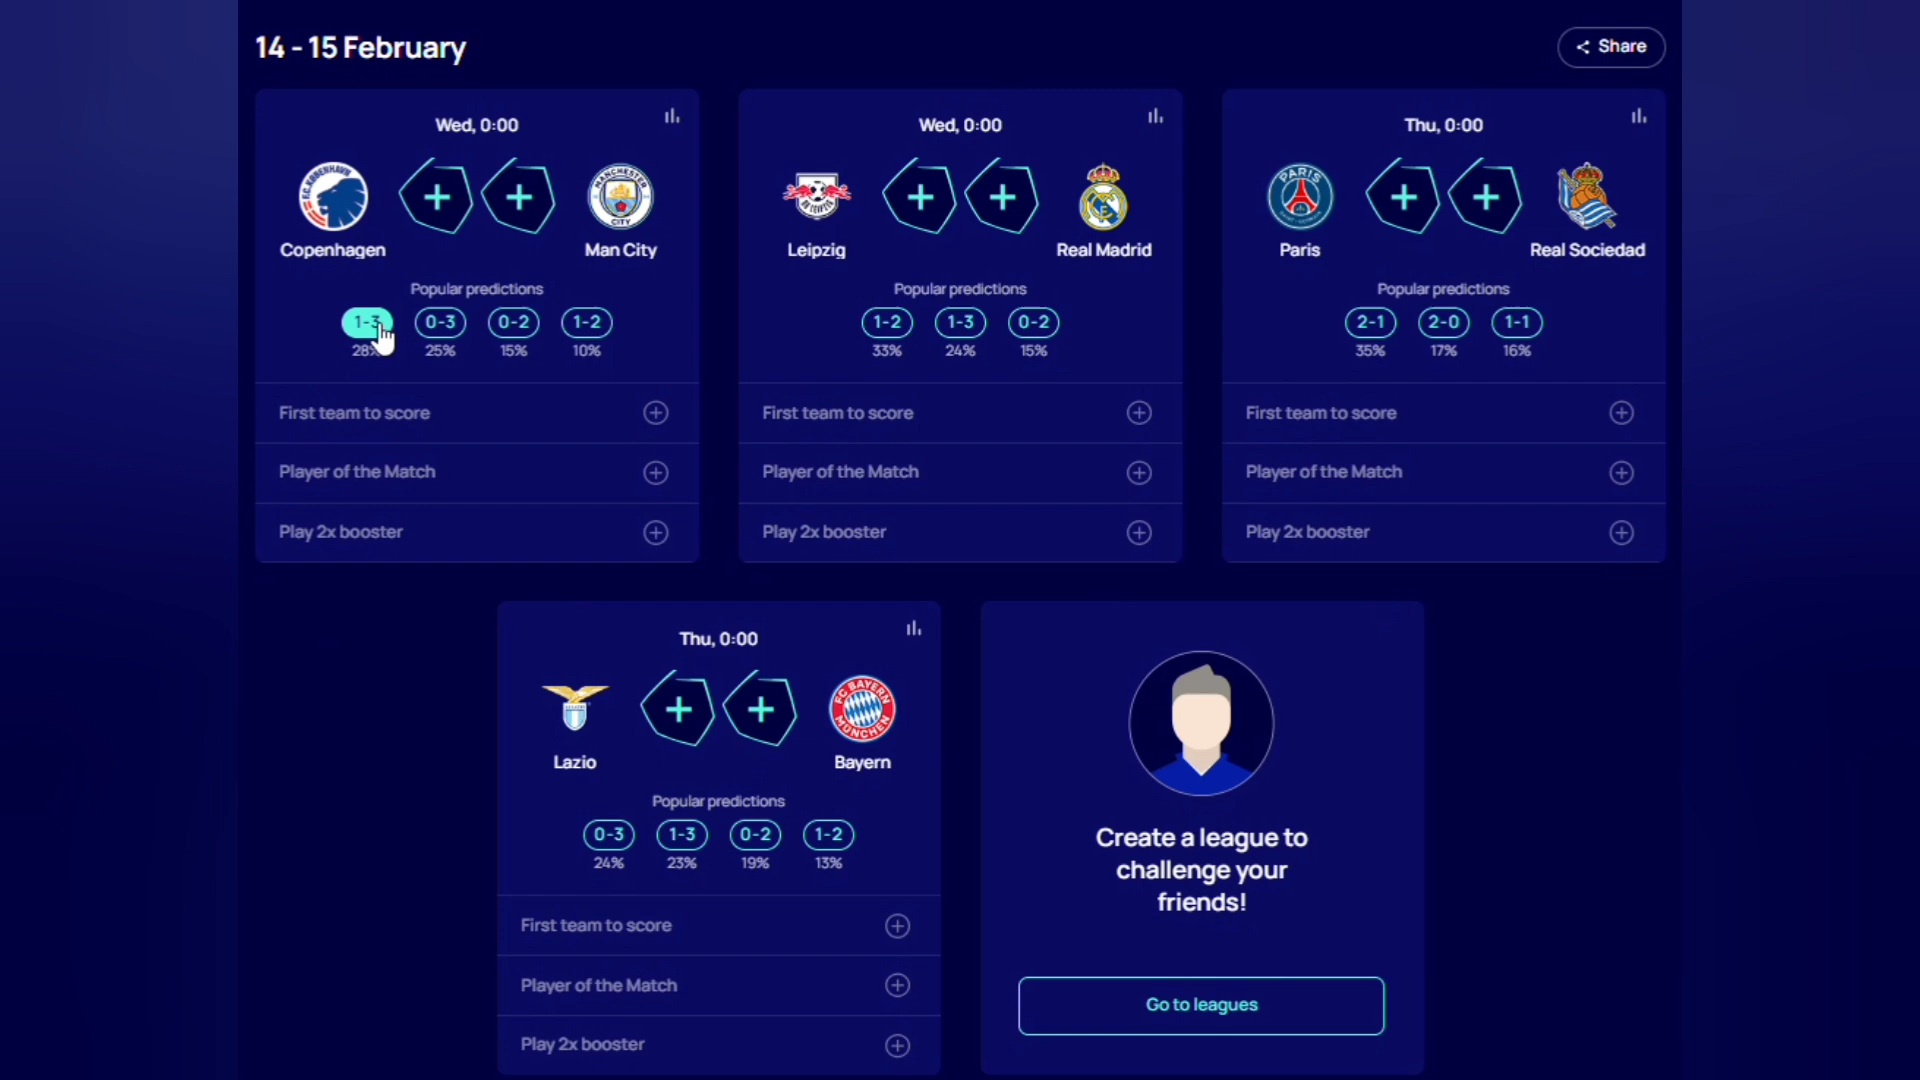 14 - 15 February
Share
Wed, 0:00
Copenhagen
Man City
Popular predictions
1-3 0-3 0-2 1-2
28% 25% 15% 10%
First team to score
Player of the Match
Play 2x booster
Wed, 0:00
Leipzig
Real Madrid
Popular predictions
1-2 1-3 0-2
33% 24% 15%
First team to score
Player of the Match
Play 2x booster
Thu, 0:00
PARIS
Paris
Real Sociedad
Popular predictions
2-1 2-0 1-1
35% 17% 16%
First team to score
Player of the Match
Play 2x booster
Thu, 0:00
FC BAYERN
MÜNCHEN
Lazio
Bayern
Popular predictions
0-3 1-3 0-2 1-2
24% 23% 19% 13%
First team to score
Player of the Match
Play 2x booster
Create a league to
challenge your
friends!
Go to leagues